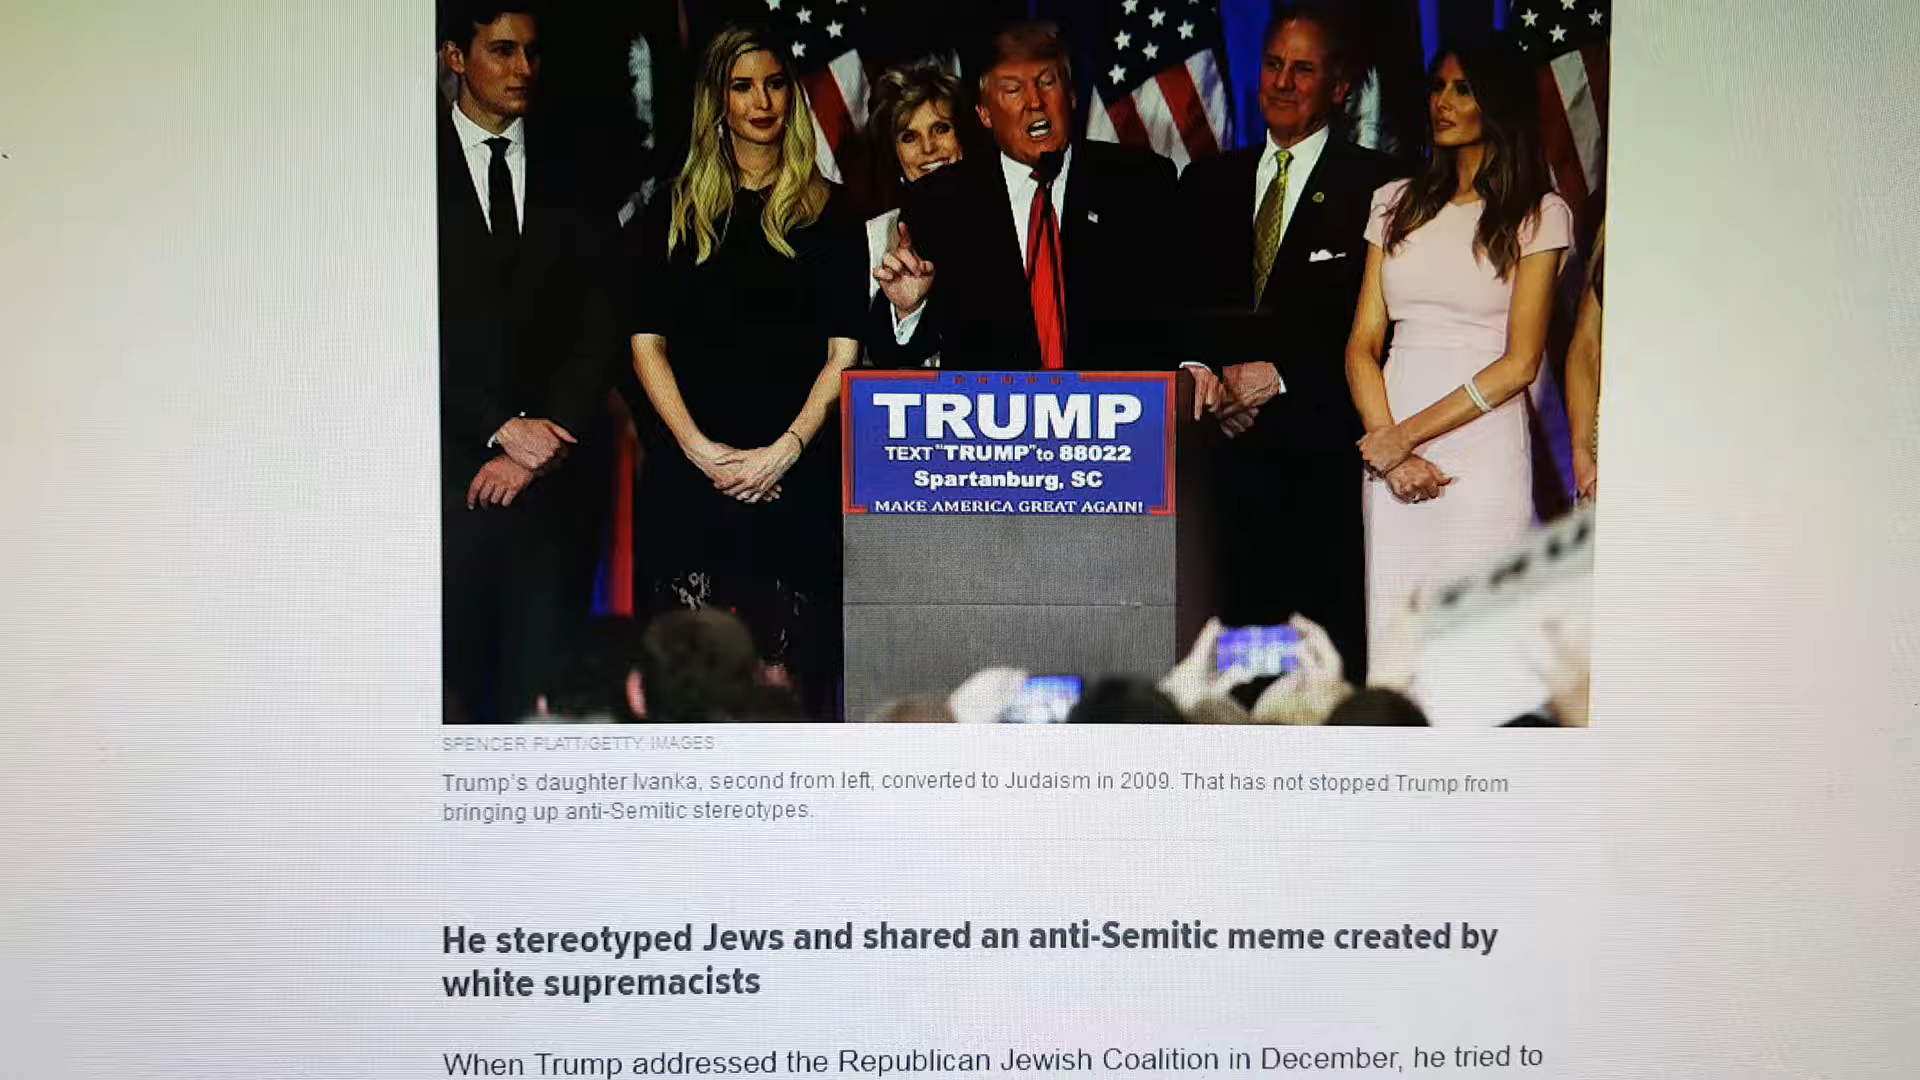 TRUMP
TEXT "TRUMP" to 88022
Spartanburg, SC
MAKE AMERICA GREAT AGAIN!
SPENCER PLATT/GETTY IMAGES
Trump's daughter Ivanka, second from left, converted to Judaism in 2009. That has not stopped Trump from
bringing up anti-Semitic stereotypes.
He stereotyped Jews and shared an anti-Semitic meme created by
white supremacists
When Trump addressed the Republican Jewish Coalition in December, he tried to